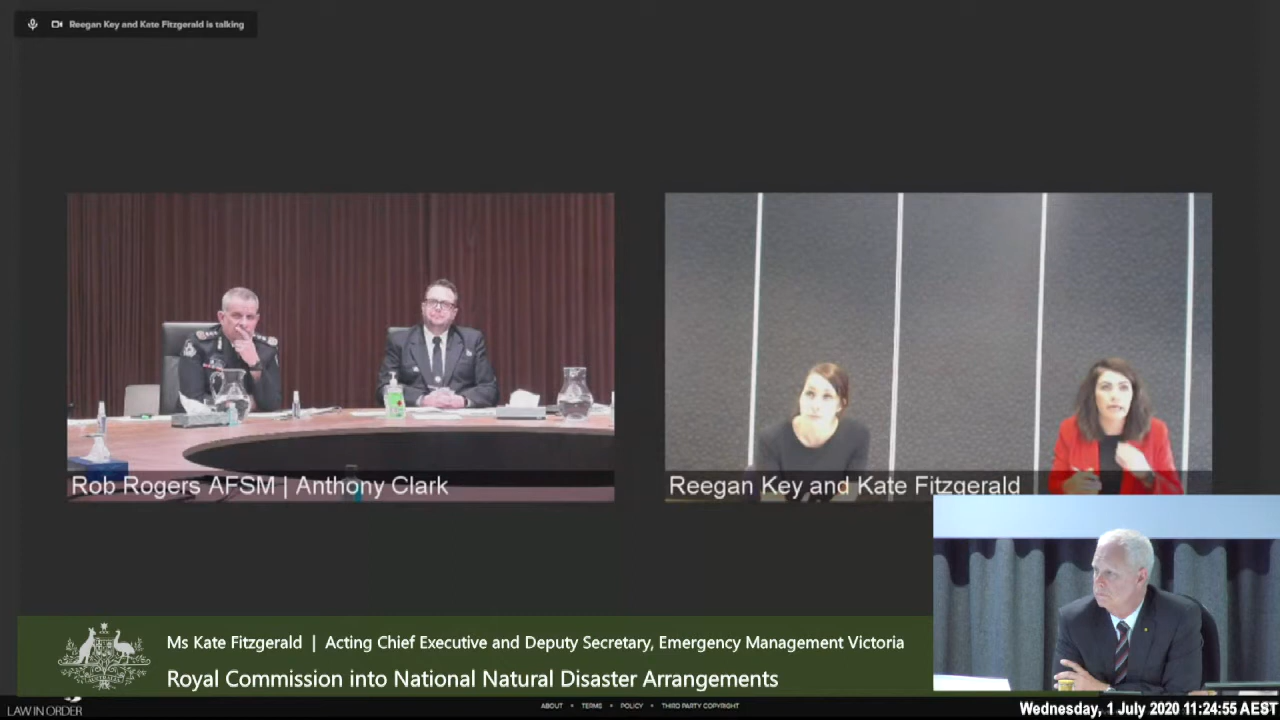 Reegan Key and Kate Fitzgerald is talking
Rob Rogers AFSM | Anthony Clark
Reegan Key and Kate Fitzgerald
Ms Kate Fitzgerald | Acting Chief Executive and Deputy Secretary, Emergency Management Victoria
Royal Commission into National Natural Disaster Arrangements
LAW IN ORDER
ABOUT • TERMS • POLICY • THIRD PARTY COPYRIGHT
Wednesday, 1 July 2020 11:24:55 AEST